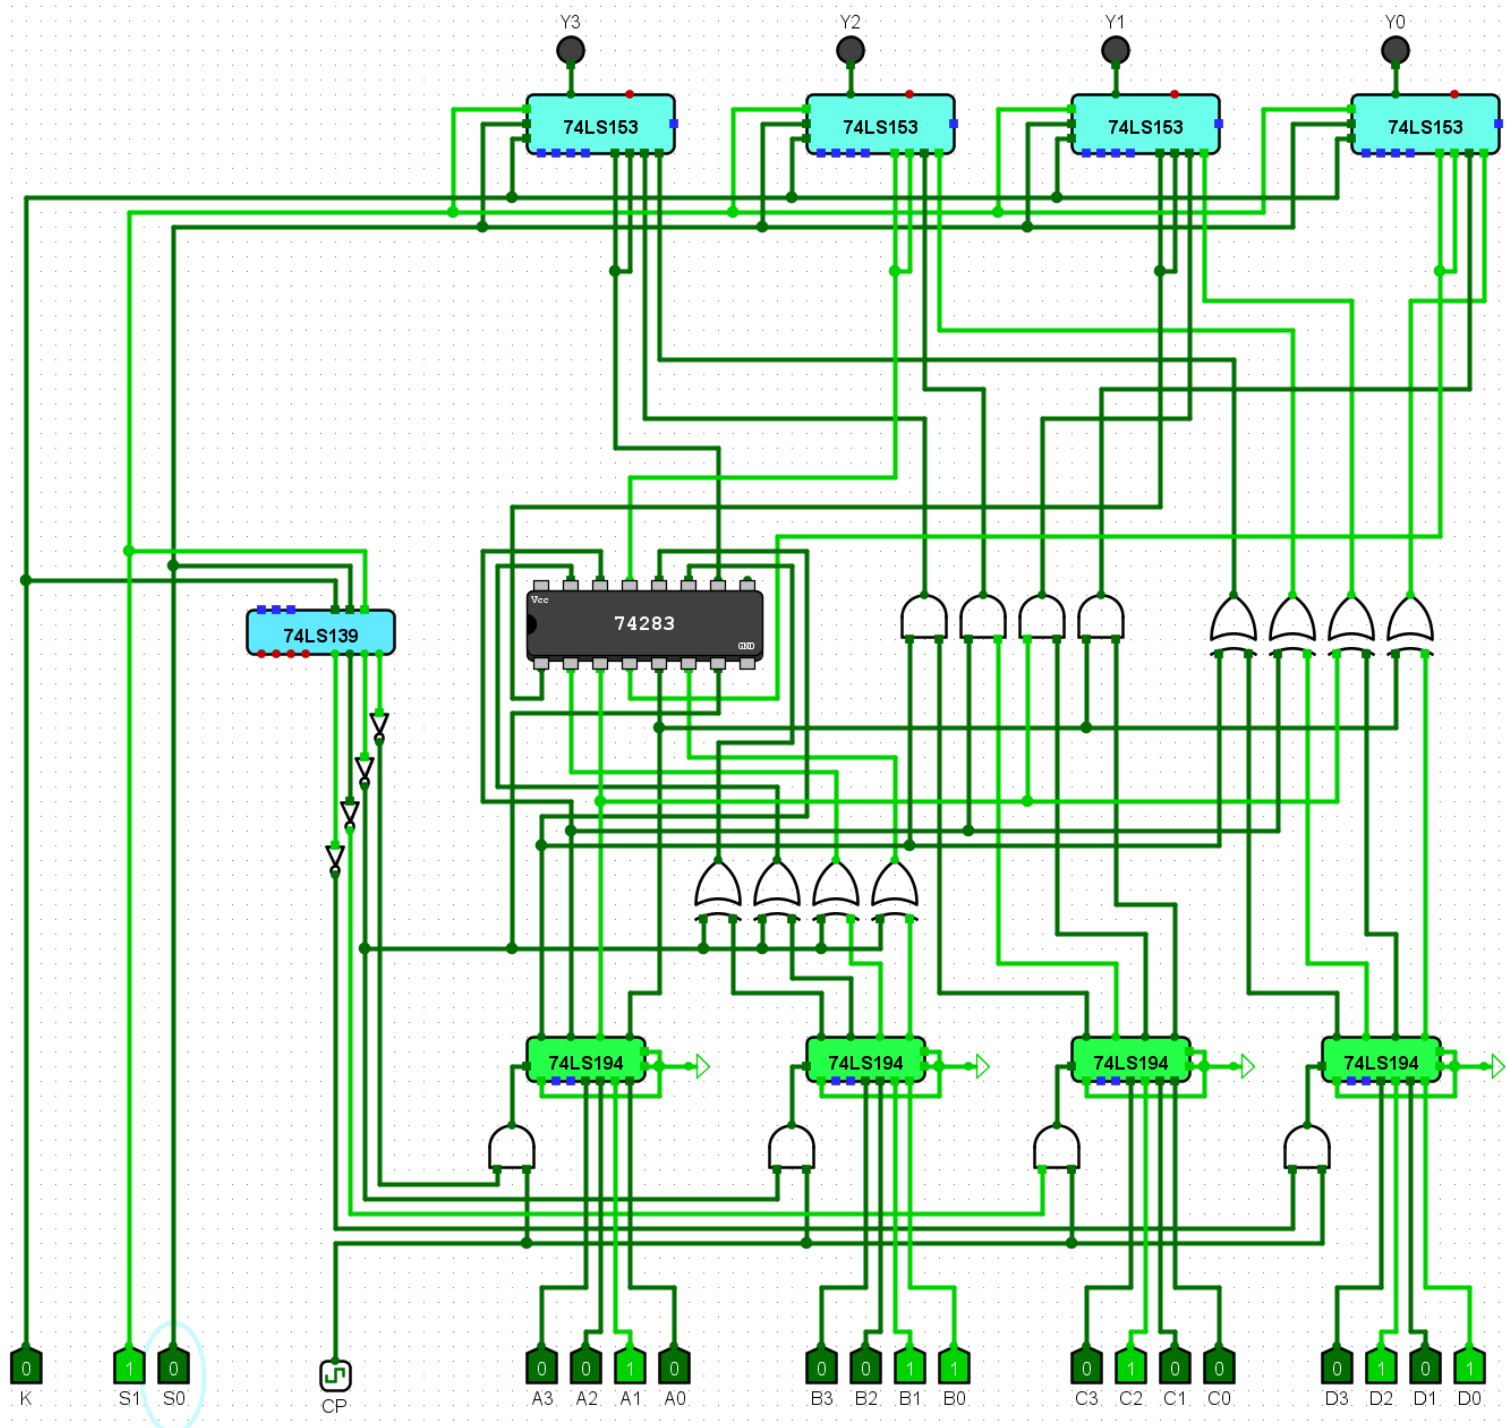 Y3 Y2 Y1 Y0
74LS153 74LS153 74LS153 74LS153
Vcc
74LS139 74283
GND
74LS194 74LS194 74LS194 74LS194
0 1 0 0 0 1 0 0 0 1 1 0 1 0 0 0 1 0 1
K S1 S0 CP A3 A2 A1 A0 B3 B2 B1 B0 C3 C2 C1 C0 D3 D2 D1 D0